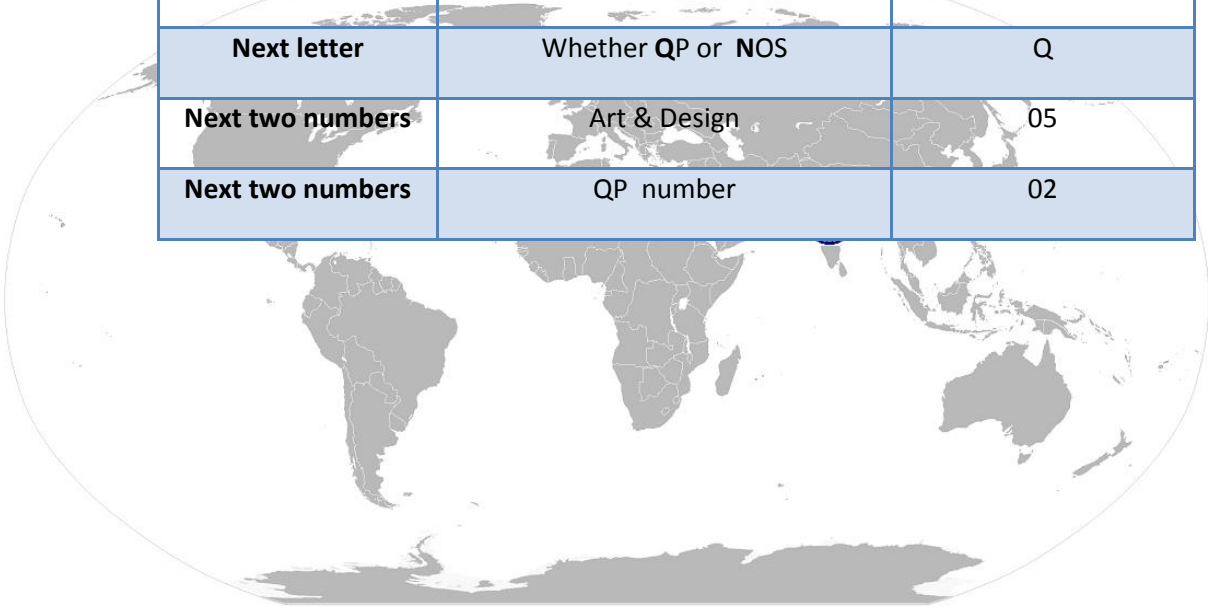 Next letter Whether QP or NOS Q
Next two numbers Art & Design 05
Next two numbers QP number 02